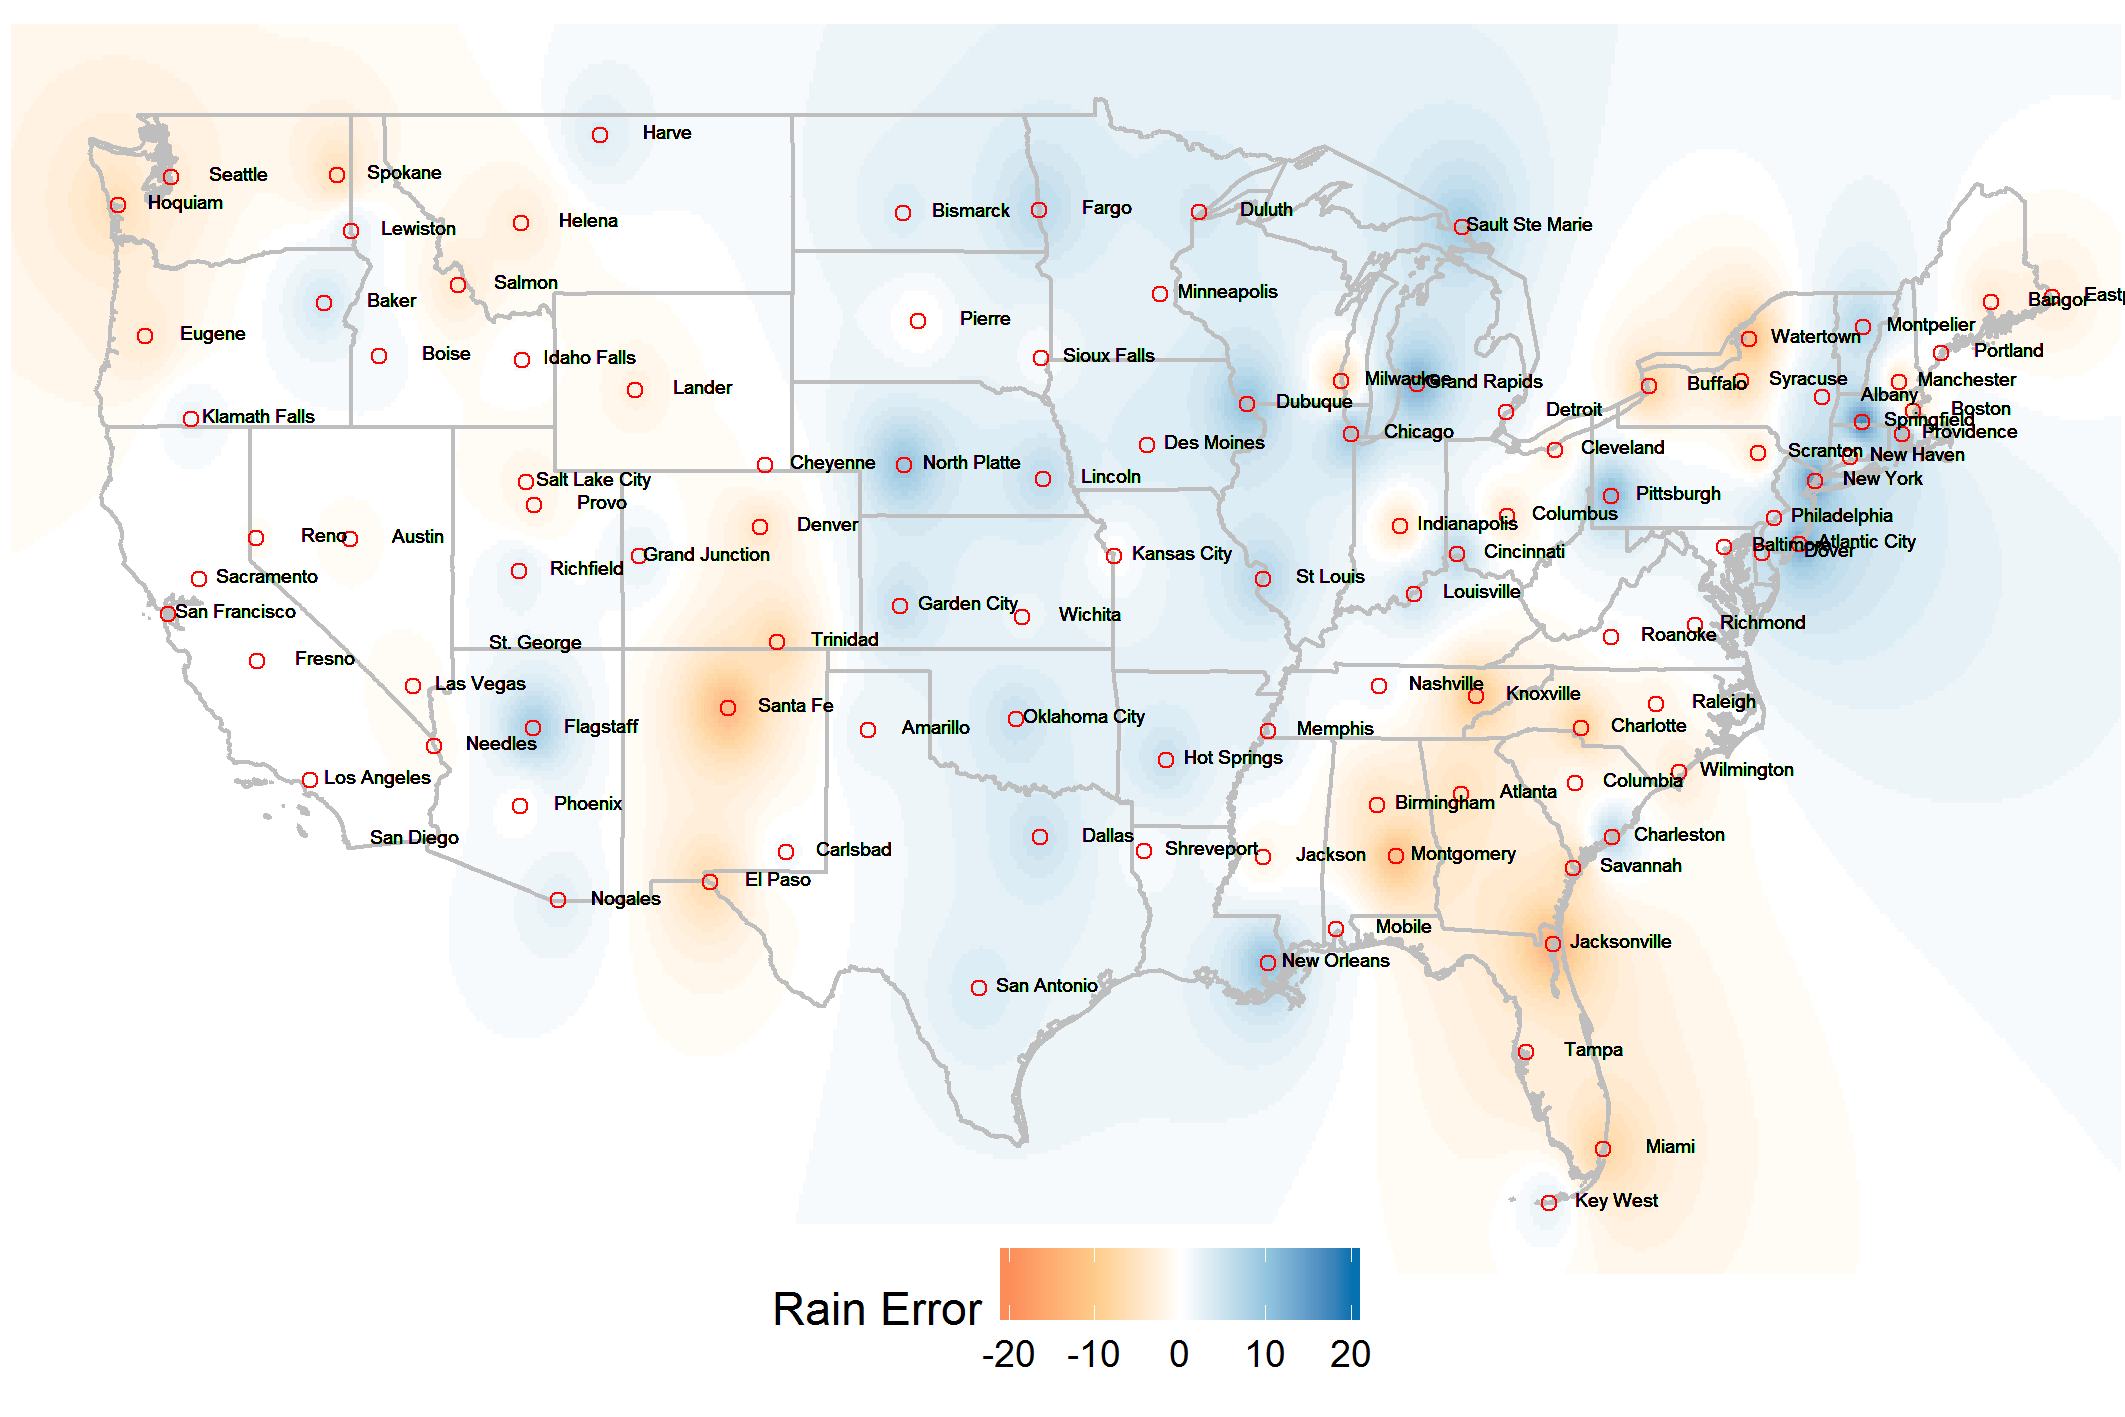 Harve
Seattle
Spokane
Hoquiam
Bismarck
Fargo
Duluth
Helena
Lewiston
Sault Ste Marie
Salmon
Minneapolis
Baker
Bangor
Eastp
Pierre
Montpelier
Eugene
Watertown
Boise
Idaho Falls
Sioux Falls
Portland
Lander
Milwaukee
Grand Rapids
Buffalo
Syracuse
Manchester
Albany
Klamath Falls
Dubuque
Detroit
Boston
Springfield
Chicago
Providence
Des Moines
Cleveland
Scranton
New Haven
Cheyenne
North Platte
Salt Lake City
Lincoln
New York
Provo
Pittsburgh
Denver
Indianapolis
Columbus
Philadelphia
Reno
Austin
Baltimore
Atlantic City
Dover
Grand Junction
Kansas City
Cincinnati
Richfield
Sacramento
St Louis
San Francisco
Garden City
Wichita
Louisville
St. George
Trinidad
Roanoke
Richmond
Fresno
Las Vegas
Nashville
Knoxville
Raleigh
Santa Fe
Flagstaff
Amarillo
Oklahoma City
Memphis
Charlotte
Needles
Hot Springs
Los Angeles
Columbia
Wilmington
Phoenix
Birmingham
Atlanta
San Diego
Carlsbad
Dallas
Shreveport
Jackson
Montgomery
Charleston
El Paso
Savannah
Nogales
Mobile
Jacksonville
New Orleans
San Antonio
Tampa
Miami
Key West
Rain Error
-20 -10 0 10 20